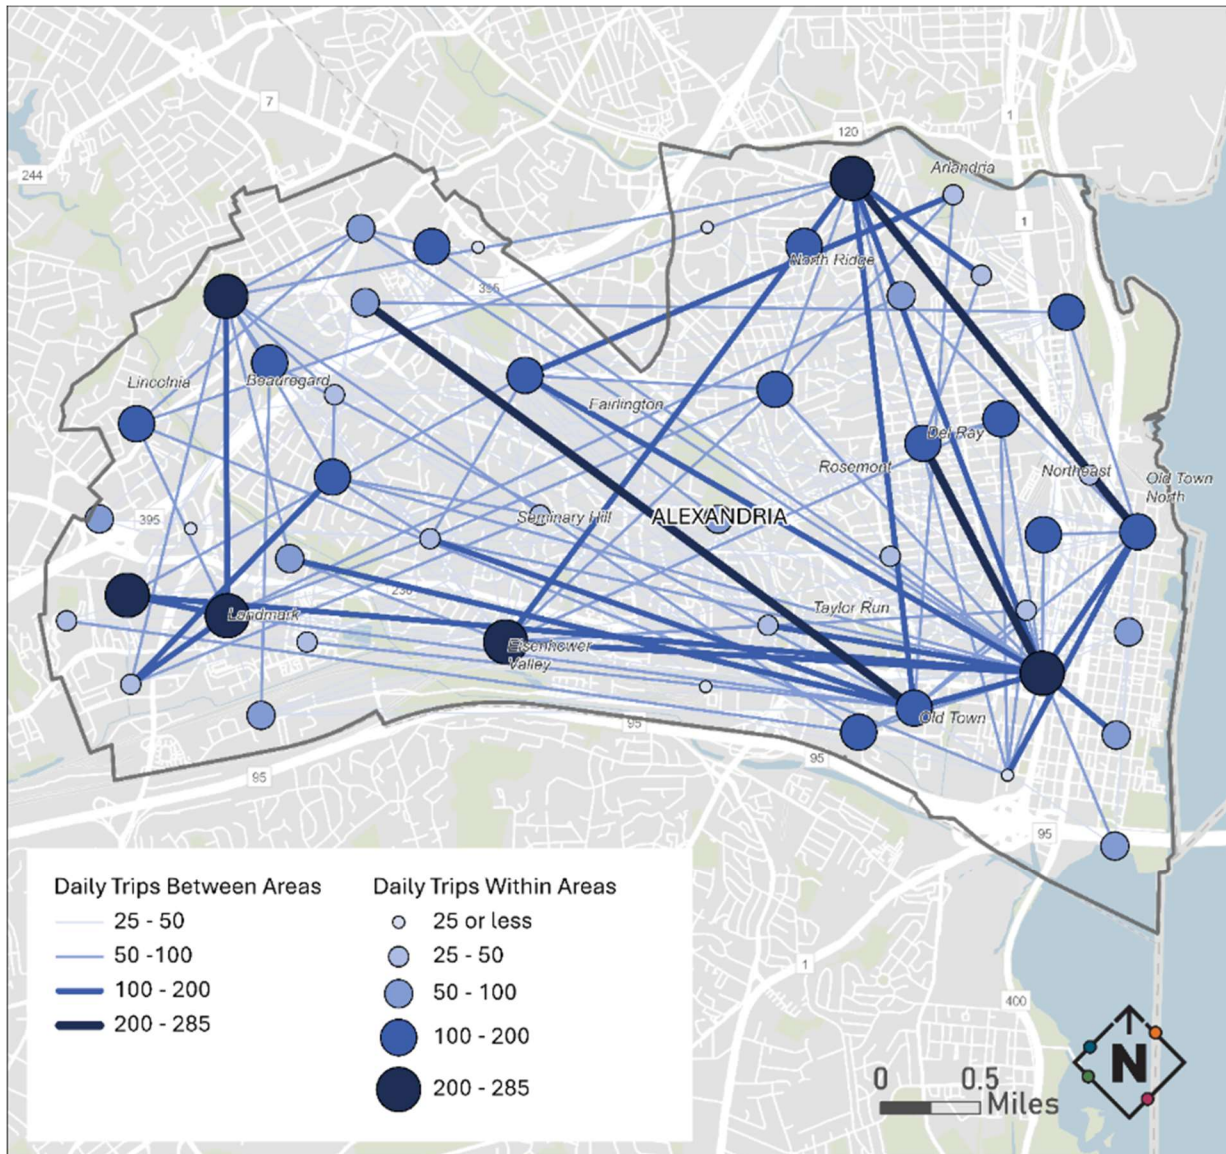 7
120
244
Arlandria
1
1
North Ridge
395
Lincolnia
Beauregard
Fairlington
Del Ray
Rosemont
Northeast
Old Town
North
395
Seminary Hill
ALEXANDRIA
236
Landmark
Taylor Run
Eisenhower
Valley
Old Town
95
95
95
95
Daily Trips Between Areas
25 - 50
50 -100
100 - 200
200 - 285
Daily Trips Within Areas
25 or less
25 - 50
50 - 100
100 - 200
200 - 285
1
400
N
0 0.5
Miles